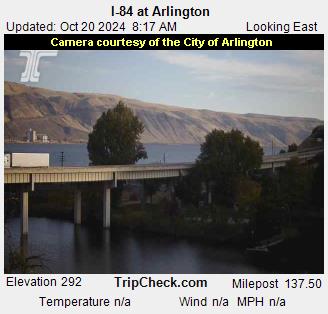 I-84 at Arlington
Updated: Oct 20 2024 8:17 AM Looking East
Camera courtesy of the City of Arlington
Elevation 292 TripCheck.com Milepost 137.50
Temperature n/a Wind n/a MPH n/a